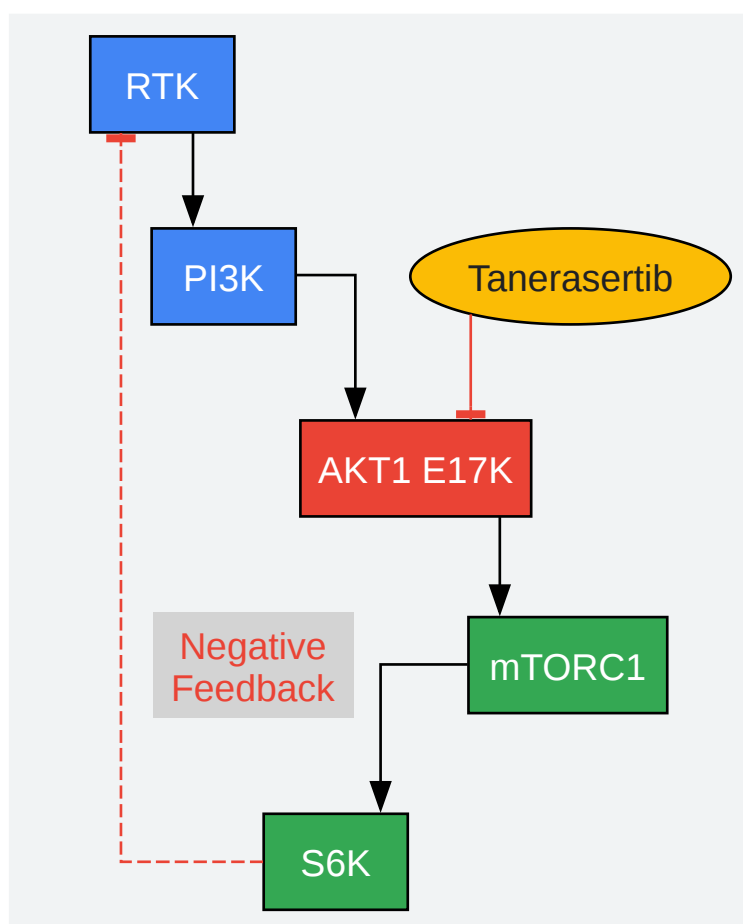 RTK
PI3K
Tanerasertib
AKT1 E17K
Negative
Feedback
mTORC1
S6K